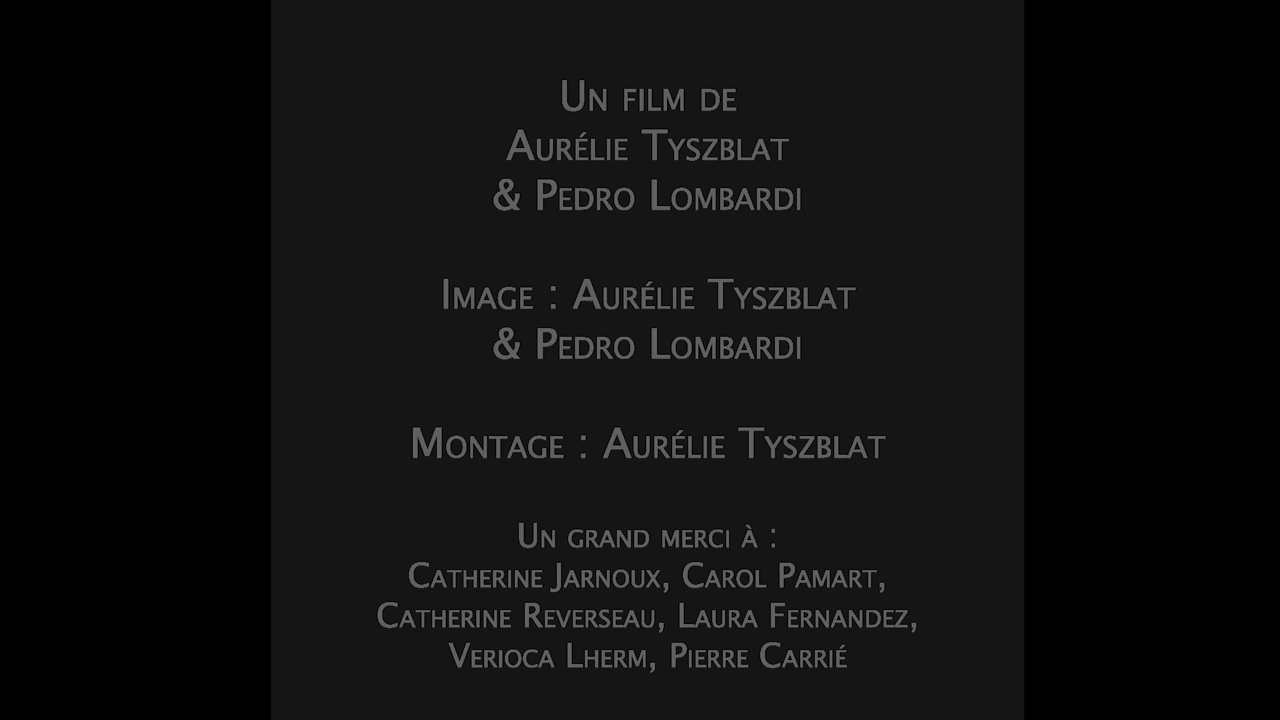 Un film de
Aurélie Tyszblat
& Pedro Lombardi
Image : Aurélie Tyszblat
& Pedro Lombardi
Montage : Aurélie Tyszblat
Un grand merci à :
Catherine Jarnoux, Carol Pamart,
Catherine Reverseau, Laura Fernandez,
Verioca Lherm, Pierre Carrié